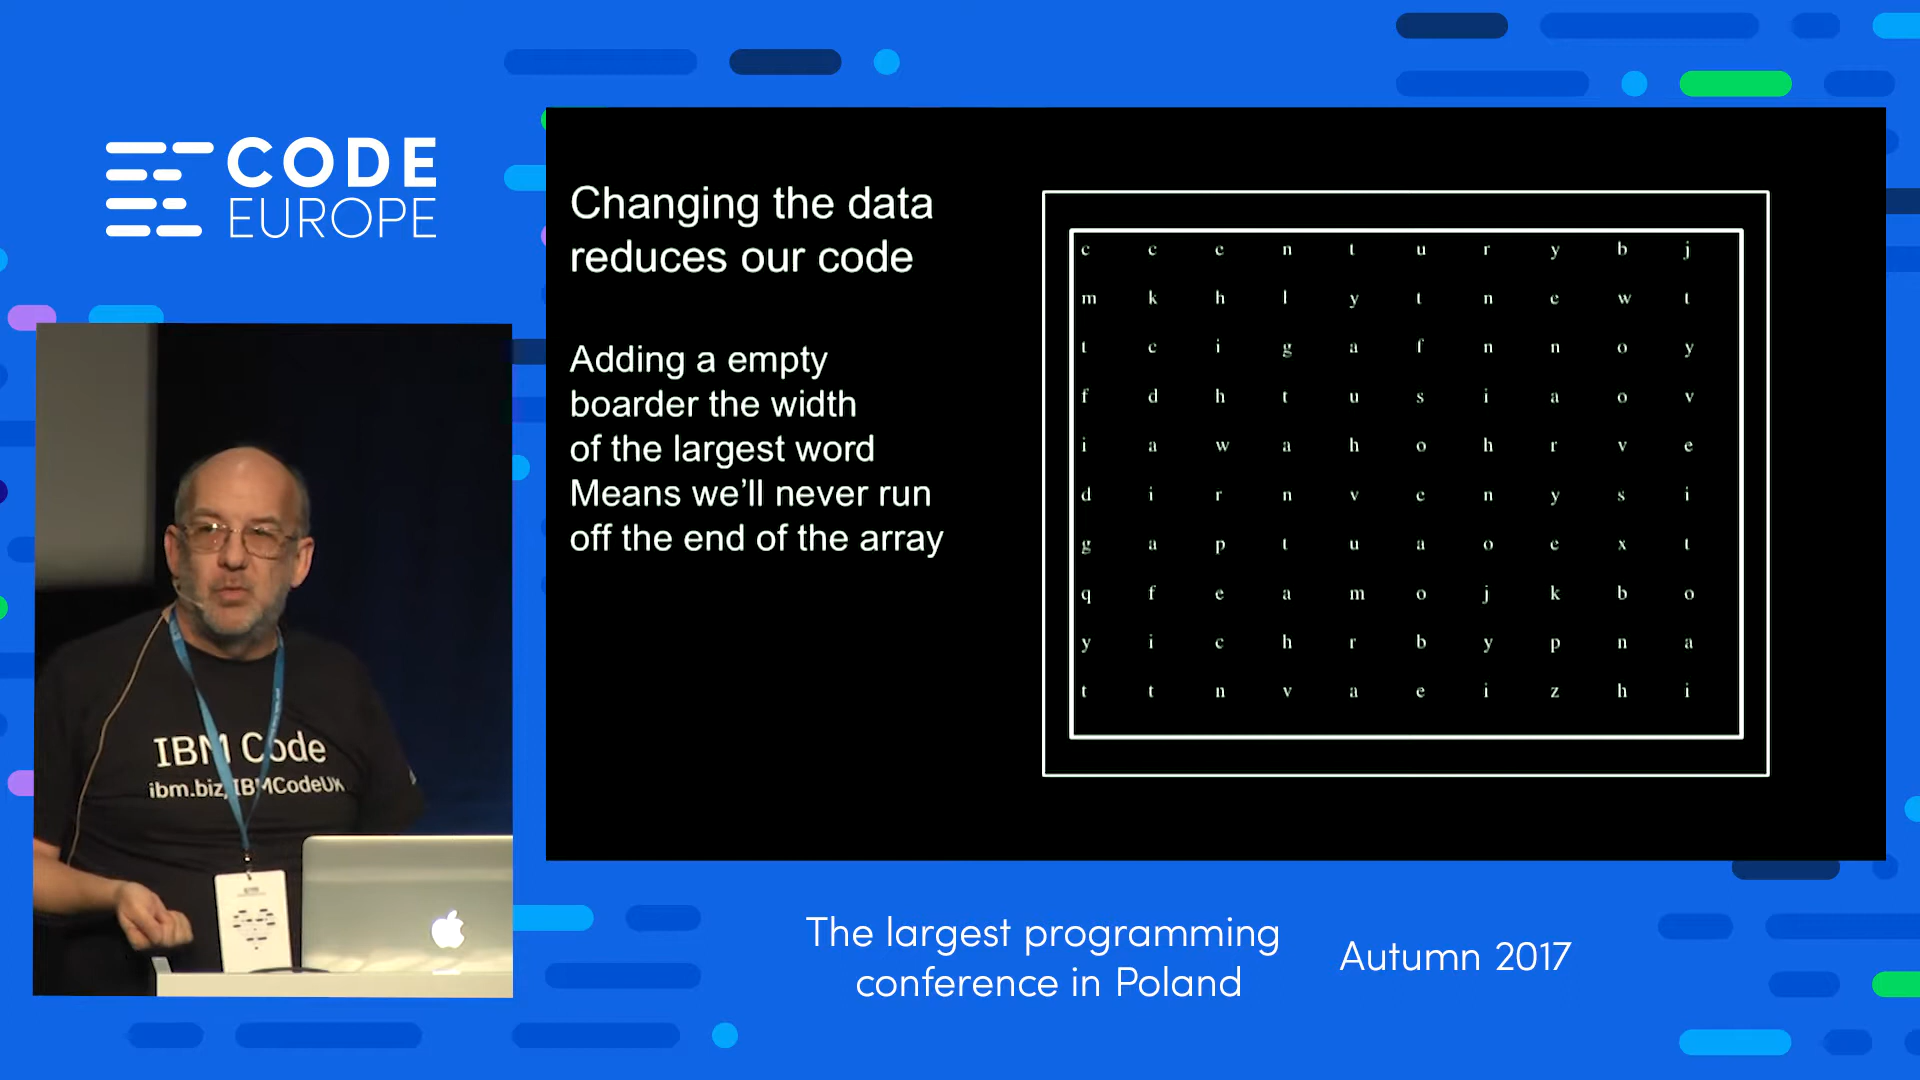 CODE
EUROPE
Changing the data
reduces our code
Adding a empty
boarder the width
of the largest word
Means we'll never run
off the end of the array
c c e n t u r y b j
m k h l y t n e w t
t e i g a f n n o y
f d h t u s i a o v
i a w a h o h r v e
d i r n v e n y s i
g a p t u a o e x t
q f e a m o j k b o
y i c h r b y p n a
t t n v a e i z h i
IBM Code
ibm.biz/IBMCodeUK
The largest programming
conference in Poland
Autumn 2017